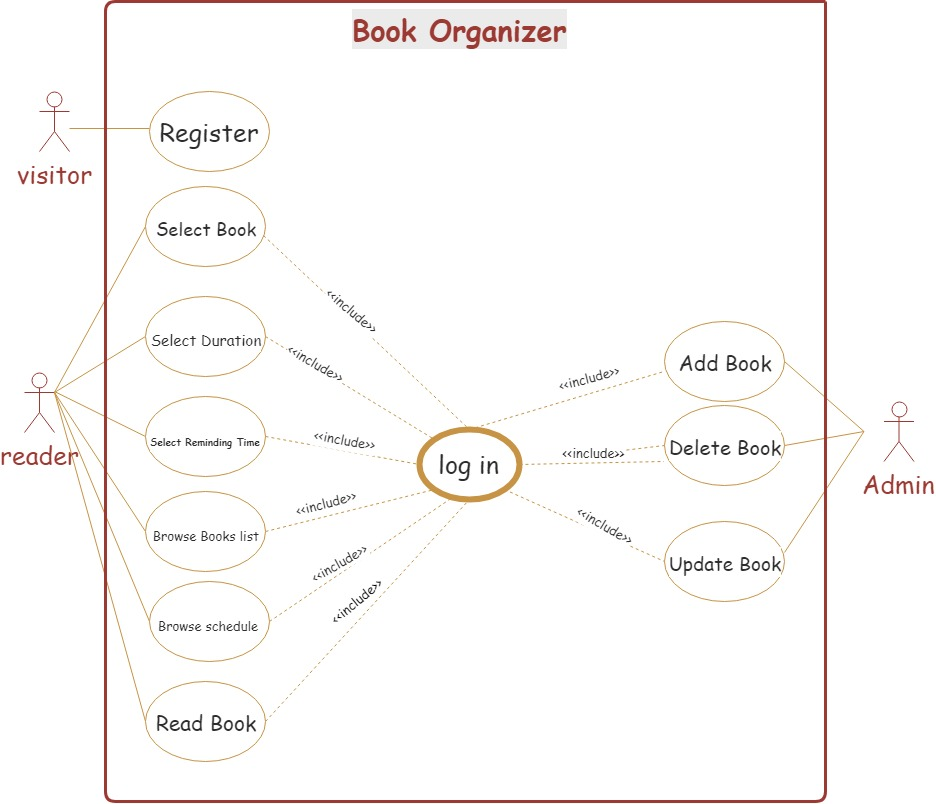 Book Organizer
Register
visitor
Select Book
<<include>>
Select Duration
<<include>>
<<include>>
Add Book
Select Reminding Time
<<include>>
reader
log in
<<include>>
Delete Book
Admin
<<include>>
<<include>>
Browse Books list
<<include>>
Update Book
<<include>>
Browse schedule
Read Book